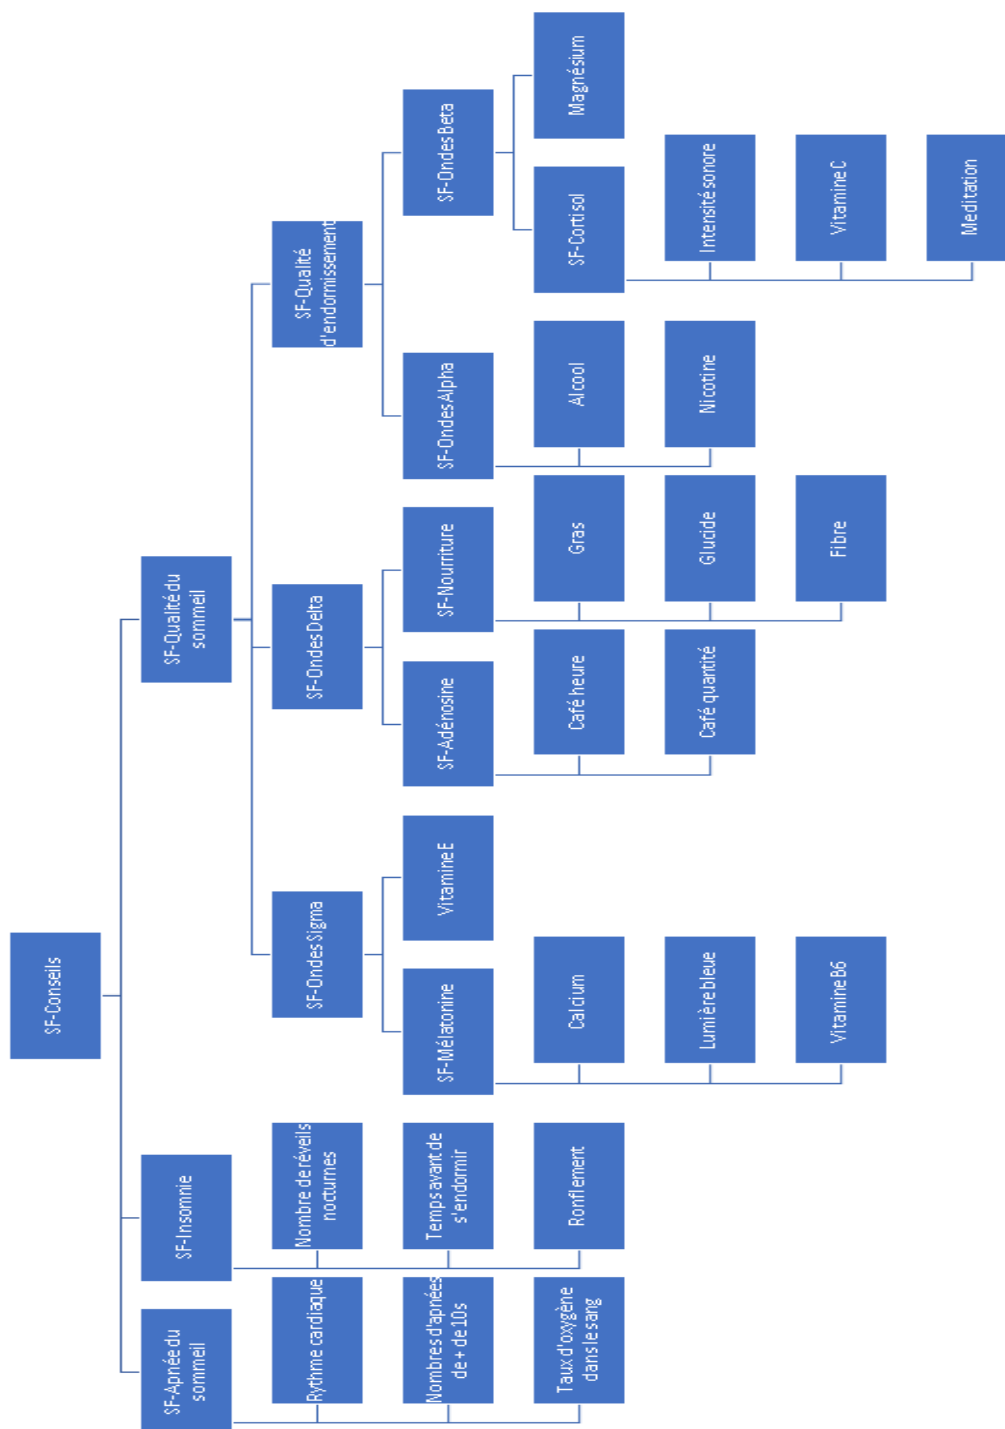 SF-Conseils
SF-Apnée du
sommeil
Rythme cardiaque
Nombres d'apnées
de + de 10s
Taux d'oxygène
dans le sang
SF-Insomnie
Nombre de réveils
nocturnes
Temps avant de
s'endormir
Ronflement
SF-Qualité du
sommeil
SF-Ondes Sigma
SF-Mélatonine
Calcium
Lumière bleue
Vitamine B6
Vitamine E
SF-Ondes Delta
SF-Adénosine
Café heure
Café quantité
SF-Nourriture
Gras
Glucide
Fibre
SF-Qualité
d'endormissement
SF-Ondes Alpha
Alcool
Nicotine
SF-Ondes Beta
SF-Cortisol
Intensité sonore
Vitamine C
Meditation
Magnésium